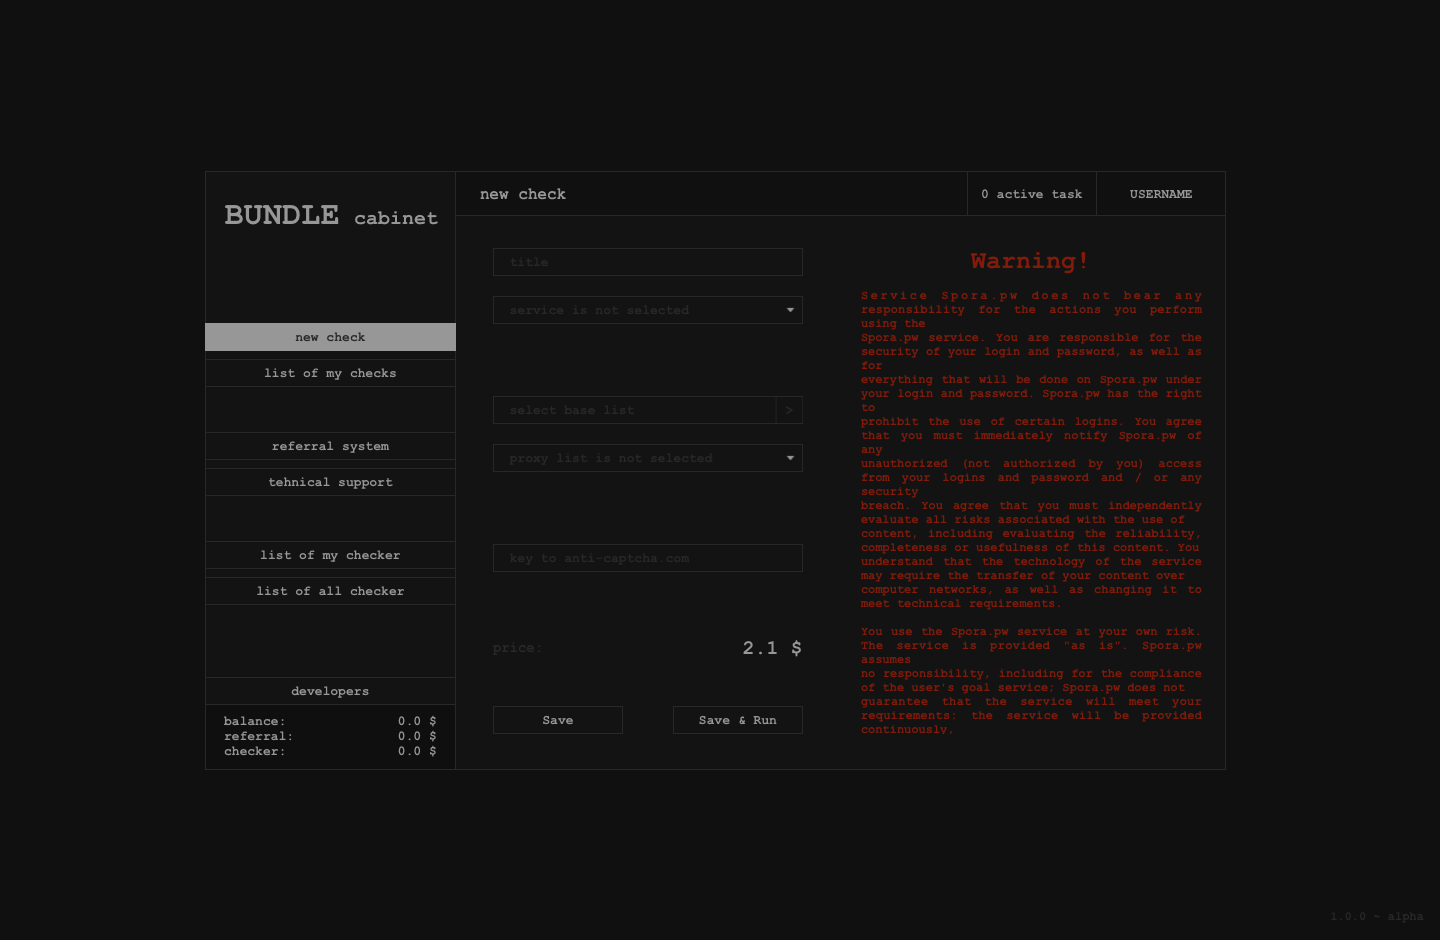 BUNDLE cabinet
new check
list of my checks
referral system
tehnical support
list of my checker
list of all checker
developers
balance: 0.0 $
referral: 0.0 $
checker: 0.0 $
new check
0 active task
USERNAME
title
service is not selected
select base list >
proxy list is not selected
key to anti-captcha.com
price: 2.1 $
Save
Save & Run
Warning!
Service Spora.pw does not bear any
responsibility for the actions you perform
using the
Spora.pw service. You are responsible for the
security of your login and password, as well as
for
everything that will be done on Spora.pw under
your login and password. Spora.pw has the right
to
prohibit the use of certain logins. You agree
that you must immediately notify Spora.pw of
any
unauthorized (not authorized by you) access
from your logins and password and / or any
security
breach. You agree that you must independently
evaluate all risks associated with the use of
content, including evaluating the reliability,
completeness or usefulness of this content. You
understand that the technology of the service
may require the transfer of your content over
computer networks, as well as changing it to
meet technical requirements.
You use the Spora.pw service at your own risk.
The service is provided "as is". Spora.pw
assumes
no responsibility, including for the compliance
of the user's goal service; Spora.pw does not
guarantee that the service will meet your
requirements: the service will be provided
continuously,
1.0.0 ~ alpha